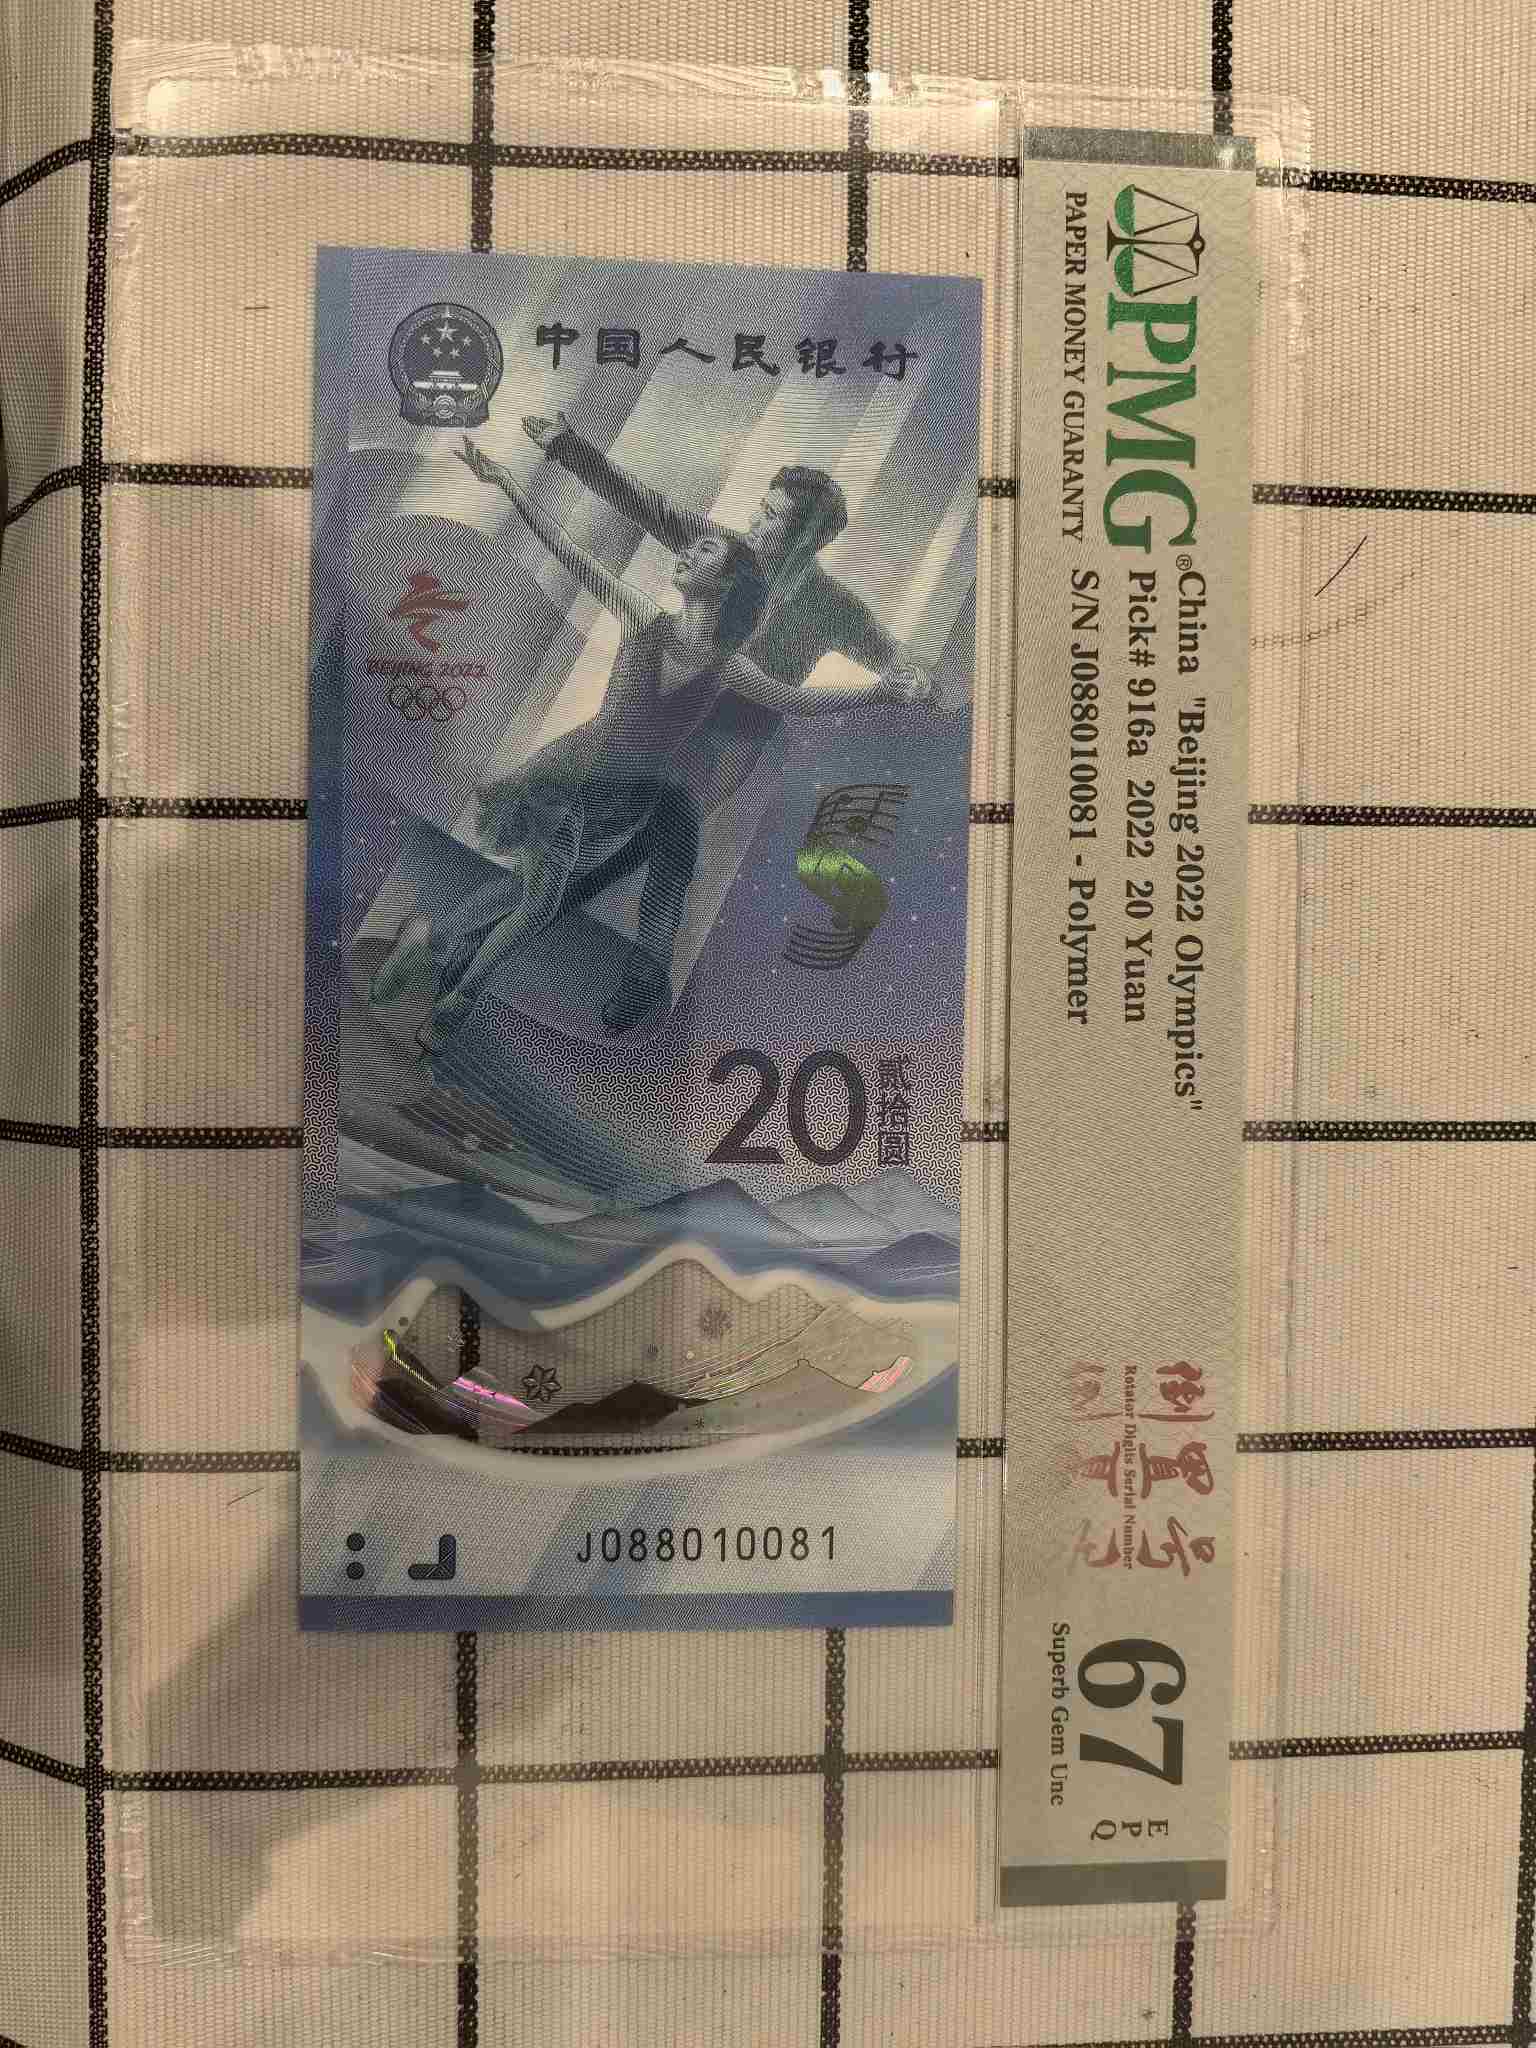 中国人民银行
BEIJING 2022
20
贰拾圆
J088010081
PMG®
PAPER MONEY GUARANTY
China "Beijing 2022 Olympics"
Pick# 916a 2022 20 Yuan
S/N J088010081 - Polymer
倒置号
Rotator Digits Serial Number
67
EPQ
Superb Gem Unc